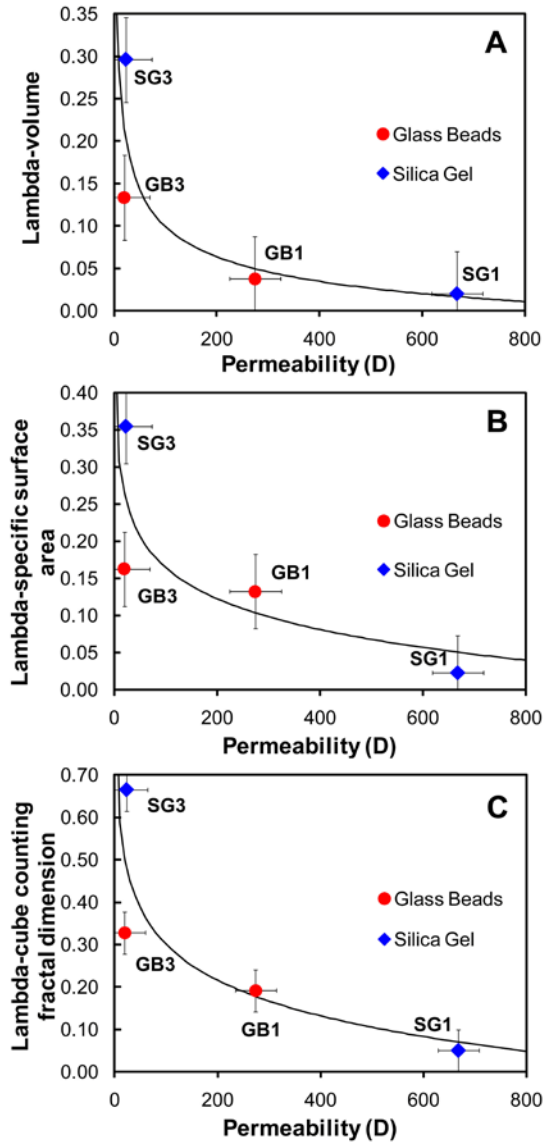 0.35
A
0.30
SG3
0.25
Glass Beads
0.20
Lambda-volume
Silica Gel
0.15
GB3
0.10
GB1
SG1
0.05
0.00
0 200 400 600 800
Permeability (D)
0.40
B
0.35
SG3
0.30
Glass Beads
0.25
Lambda-specific surface
area
0.20
Silica Gel
0.15
GB1
GB3
0.10
SG1
0.05
0.00
0 200 400 600 800
Permeability (D)
0.70
C
SG3
0.60
0.50
Lambda-cube counting
fractal dimension
Glass Beads
0.40
Silica Gel
0.30
GB3
0.20
GB1
SG1
0.10
0.00
0 200 400 600 800
Permeability (D)